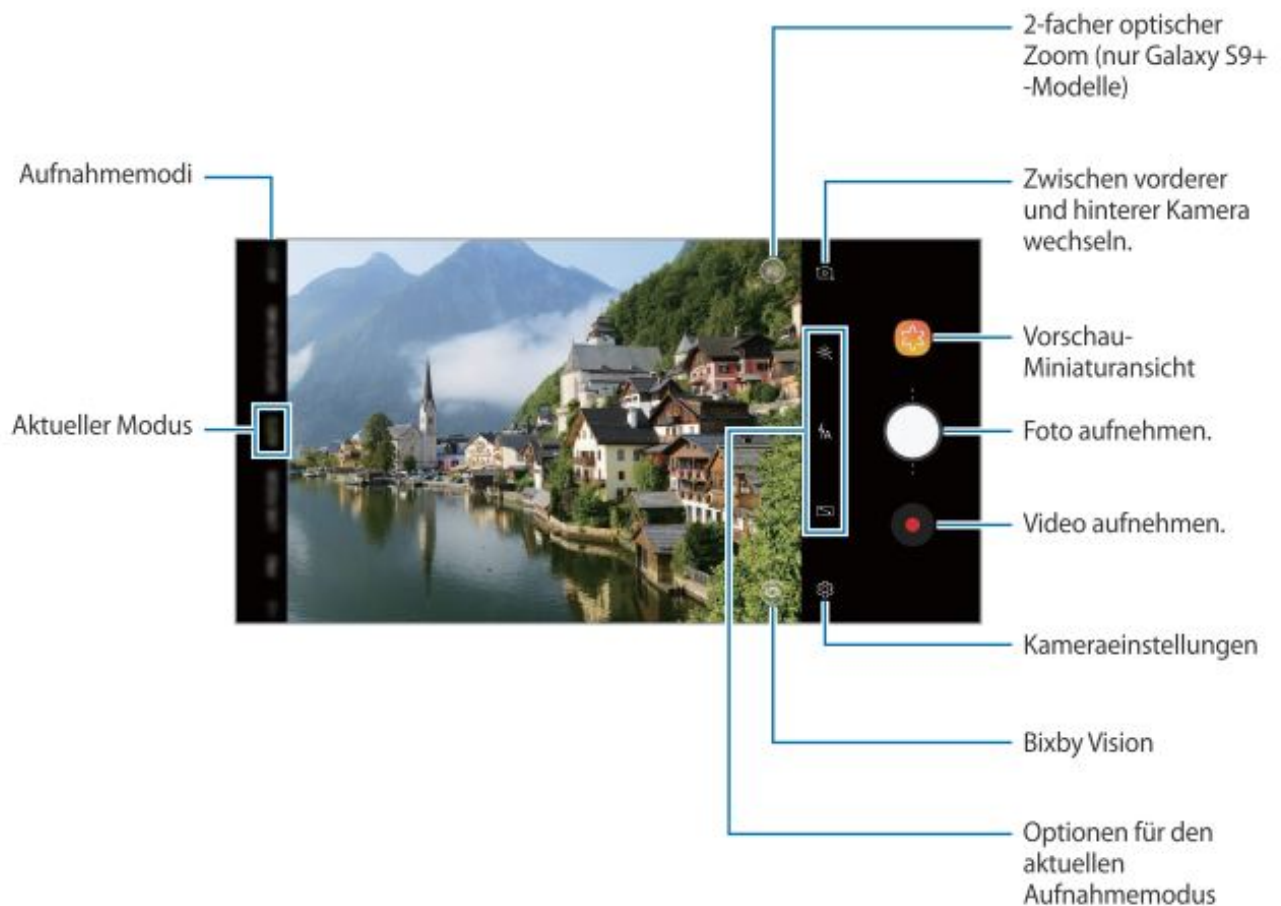 2-facher optischer
Zoom (nur Galaxy S9+
-Modelle)
Aufnahmemodi
Zwischen vorderer
und hinterer Kamera
wechseln.
Vorschau-
Miniaturansicht
Aktueller Modus
Foto aufnehmen.
Video aufnehmen.
Kameraeinstellungen
Bixby Vision
Optionen für den
aktuellen
Aufnahmemodus